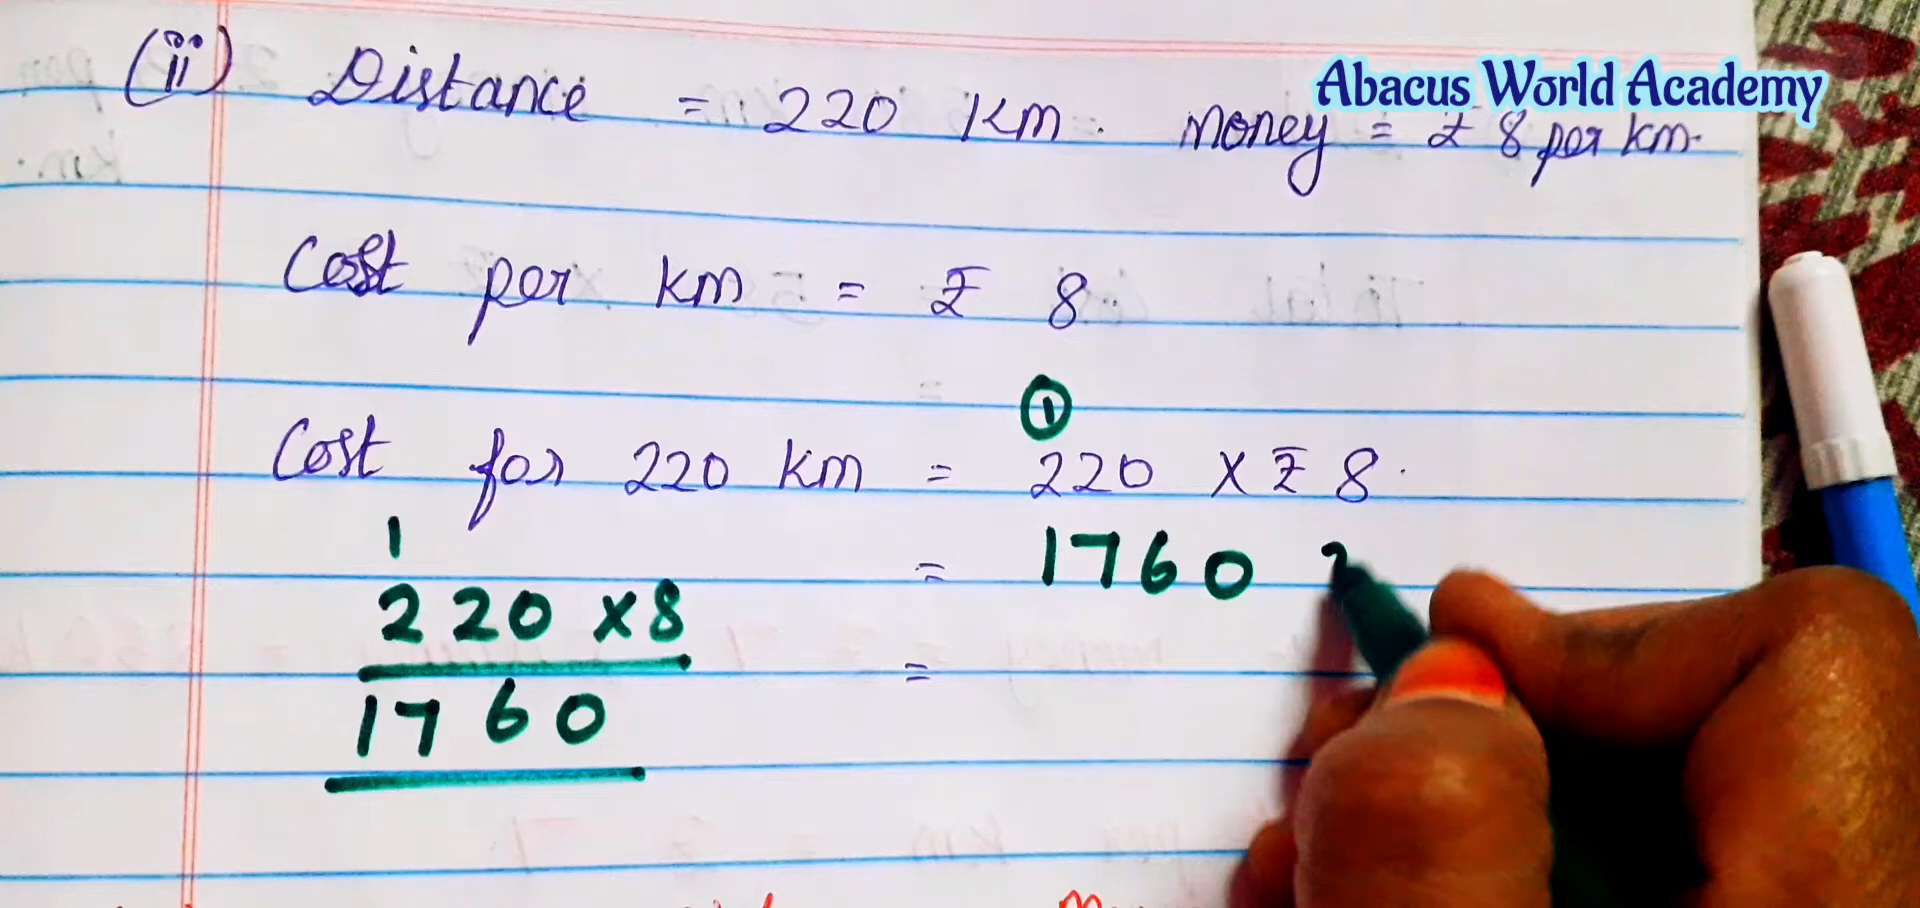 Abacus World Academy
(ii) Distance = 220 Km. Money = ₹ 8 per km.
Cost per km = ₹ 8
①
Cost for 220 km = 220 X ₹ 8.
1
= 1760
220 x 8
=
1760